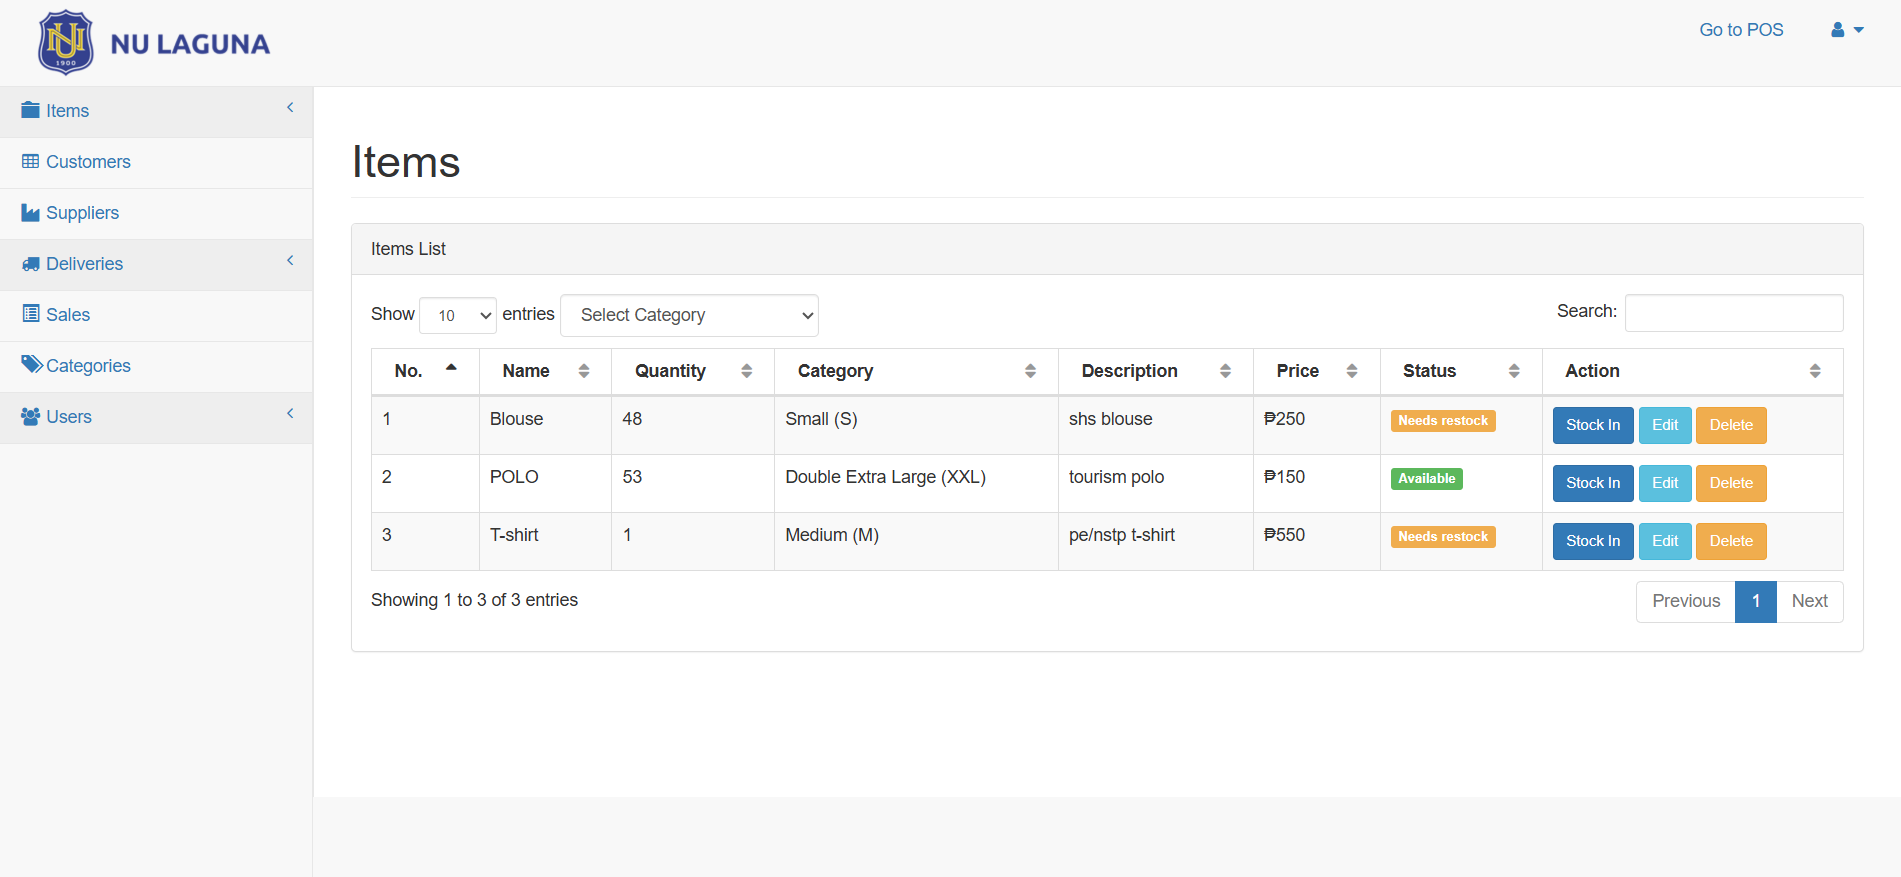 NU LAGUNA
1900
Go to POS
Items
Customers
Suppliers
Deliveries
Sales
Categories
Users
Items
Items List
Show 10 entries Select Category Search:
No. Name Quantity Category Description Price Status Action
1 Blouse 48 Small (S) shs blouse ₱250 Needs restock Stock In Edit Delete
2 POLO 53 Double Extra Large (XXL) tourism polo ₱150 Available Stock In Edit Delete
3 T-shirt 1 Medium (M) pe/nstp t-shirt ₱550 Needs restock Stock In Edit Delete
Showing 1 to 3 of 3 entries Previous 1 Next